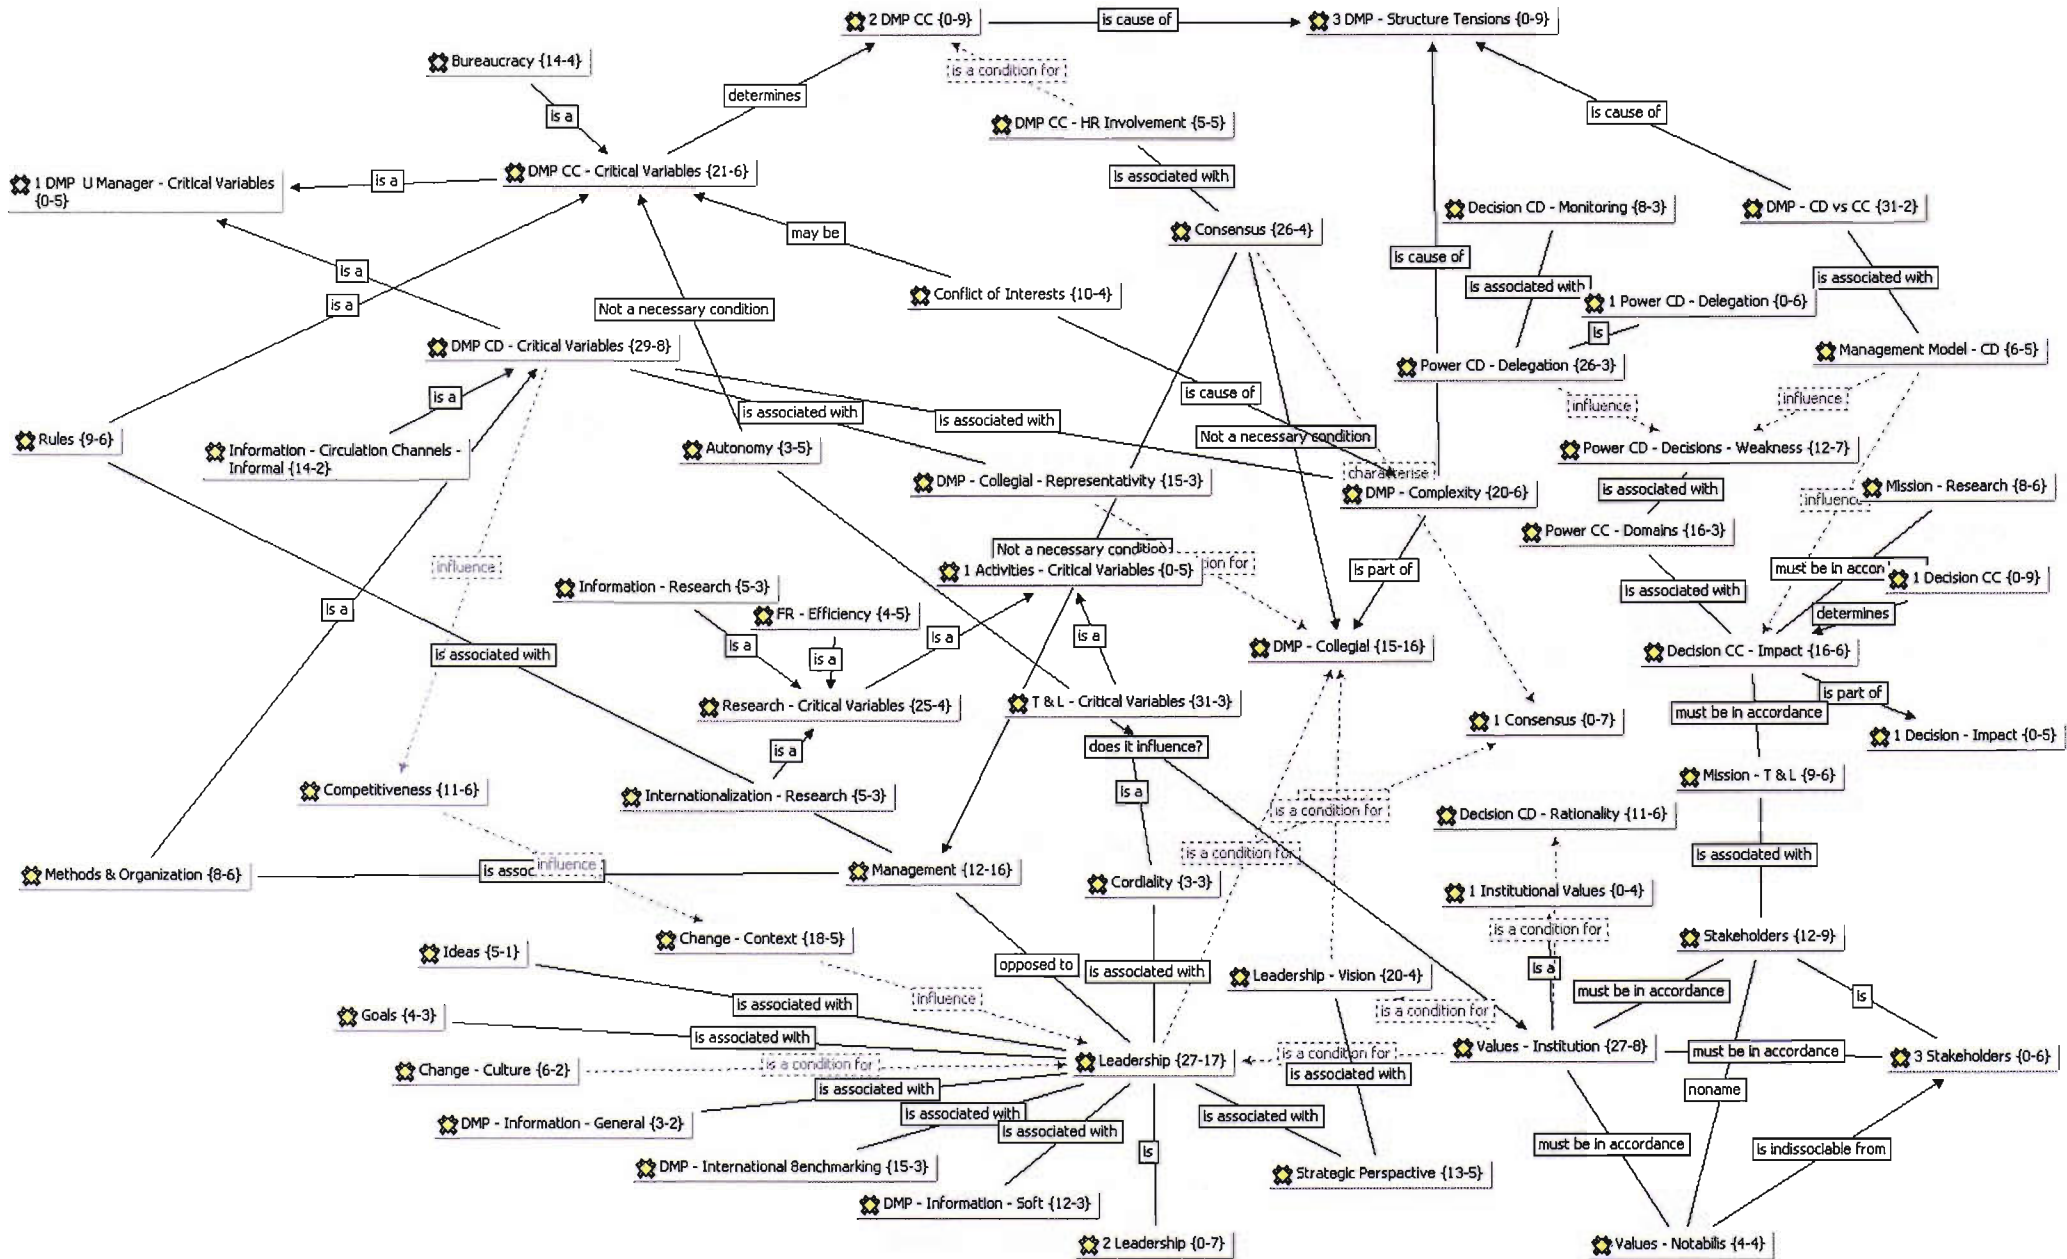 2 DMP CC {0-9}
is cause of
3 DMP - Structure Tensions {0-9}
Bureaucracy {14-4}
is a condition for
determines
is a
is cause of
DMP CC - HR Involvement {5-5}
DMP CC - Critical Variables {21-6}
1 DMP U Manager - Critical Variables
{0-5}
is a
is associated with
Decision CD - Monitoring {8-3}
DMP - CD vs CC {31-2}
may be
Consensus {26-4}
is cause of
is a
is a
Not a necessary condition
Conflict of Interests {10-4}
is associated with
1 Power CD - Delegation {0-6}
is associated with
is
DMP CD - Critical Variables {29-8}
Management Model - CD {6-5}
Power CD - Delegation {26-3}
is a
is associated with
is associated with
is cause of
influence
influence
Rules {9-6}
Information - Circulation Channels -
Informal {14-2}
Autonomy {3-5}
Not a necessary condition
Power CD - Decisions - Weakness {12-7}
characterise
DMP - Collegial - Representativity {15-3}
DMP - Complexity {20-6}
is associated with
influence
Mission - Research {8-6}
Power CC - Domains {16-3}
Not a necessary condition
tion for
influence
1 Activities - Critical Variables {0-5}
is part of
must be in accor
1 Decision CC {0-9}
Information - Research {5-3}
is associated with
is a
FR - Efficiency {4-5}
determines
is a
is a
is a
is a
is associated with
DMP - Collegial {15-16}
Decision CC - Impact {16-6}
Research - Critical Variables {25-4}
T & L - Critical Variables {31-3}
is part of
must be in accordance
1 Consensus {0-7}
1 Decision - Impact {0-5}
is a
does it influence?
Competitiveness {11-6}
Internationalization - Research {5-3}
is a
Mission - T & L {9-6}
is a condition for
Decision CD - Rationality {11-6}
is a condition for
is associated with
Methods & Organization {8-6}
is assoc
influence
Management {12-16}
Cordiality {3-3}
1 Institutional Values {0-4}
is a condition for
Change - Context {18-5}
Stakeholders {12-9}
Ideas {5-1}
opposed to
is associated with
Leadership - Vision {20-4}
is a
is associated with
influence
must be in accordance
is
Goals {4-3}
is associated with
is a condition for
Change - Culture {6-2}
is a condition for
Leadership {27-17}
is a condition for
Values - Institution {27-8}
must be in accordance
3 Stakeholders {0-6}
is associated with
is associated with
noname
is associated with
is associated with
DMP - Information - General {3-2}
is associated with
is
must be in accordance
is indissociable from
DMP - International Benchmarking {15-3}
Strategic Perspective {13-5}
DMP - Information - Soft {12-3}
2 Leadership {0-7}
Values - Notabilis {4-4}